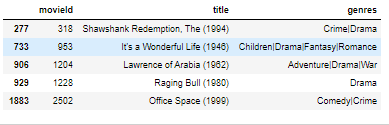 movieId title genres
277 318 Shawshank Redemption, The (1994) Crime|Drama
733 953 It's a Wonderful Life (1946) Children|Drama|Fantasy|Romance
906 1204 Lawrence of Arabia (1962) Adventure|Drama|War
929 1228 Raging Bull (1980) Drama
1883 2502 Office Space (1999) Comedy|Crime